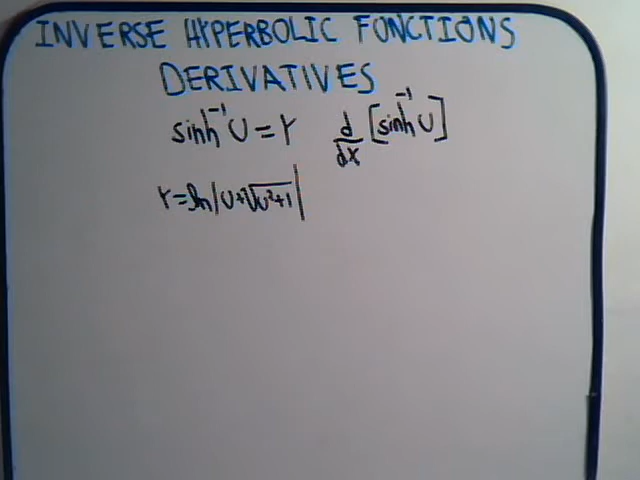 INVERSE HYPERBOLIC FUNCTIONS
DERIVATIVES
sinh⁻¹ U = Y d/dx [sinh⁻¹ U]
Y = ln|U+√U²+1|